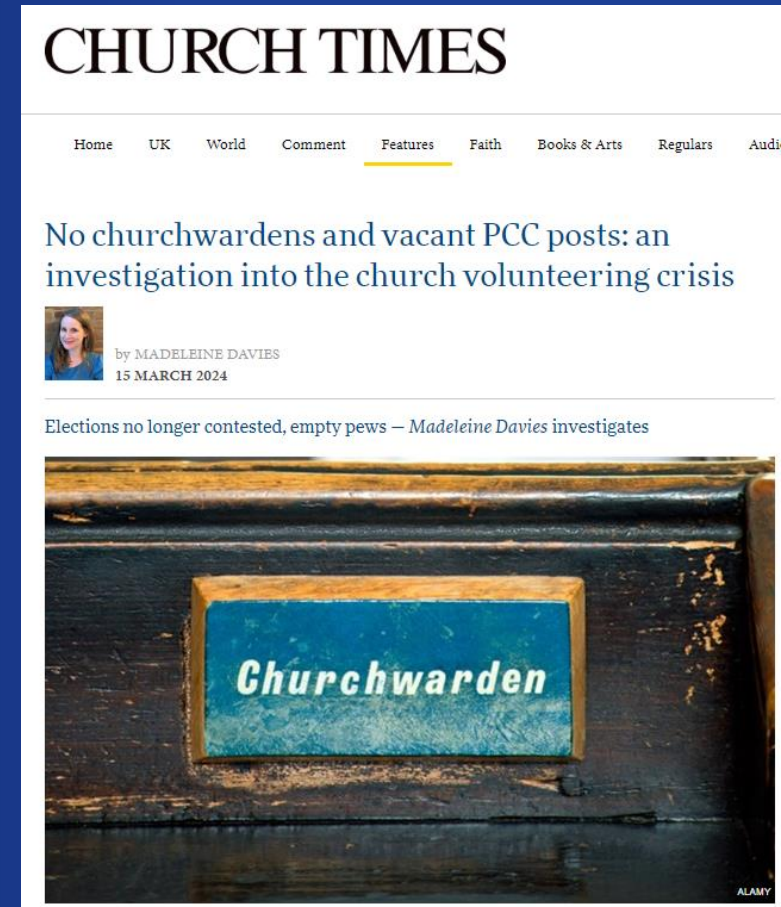 CHURCH TIMES
Home UK World Comment Features Faith Books & Arts Regulars
No churchwardens and vacant PCC posts: an
investigation into the church volunteering crisis
by MADELEINE DAVIES
15 MARCH 2024
Elections no longer contested, empty pews — Madeleine Davies investigates
Churchwarden
ALAMY